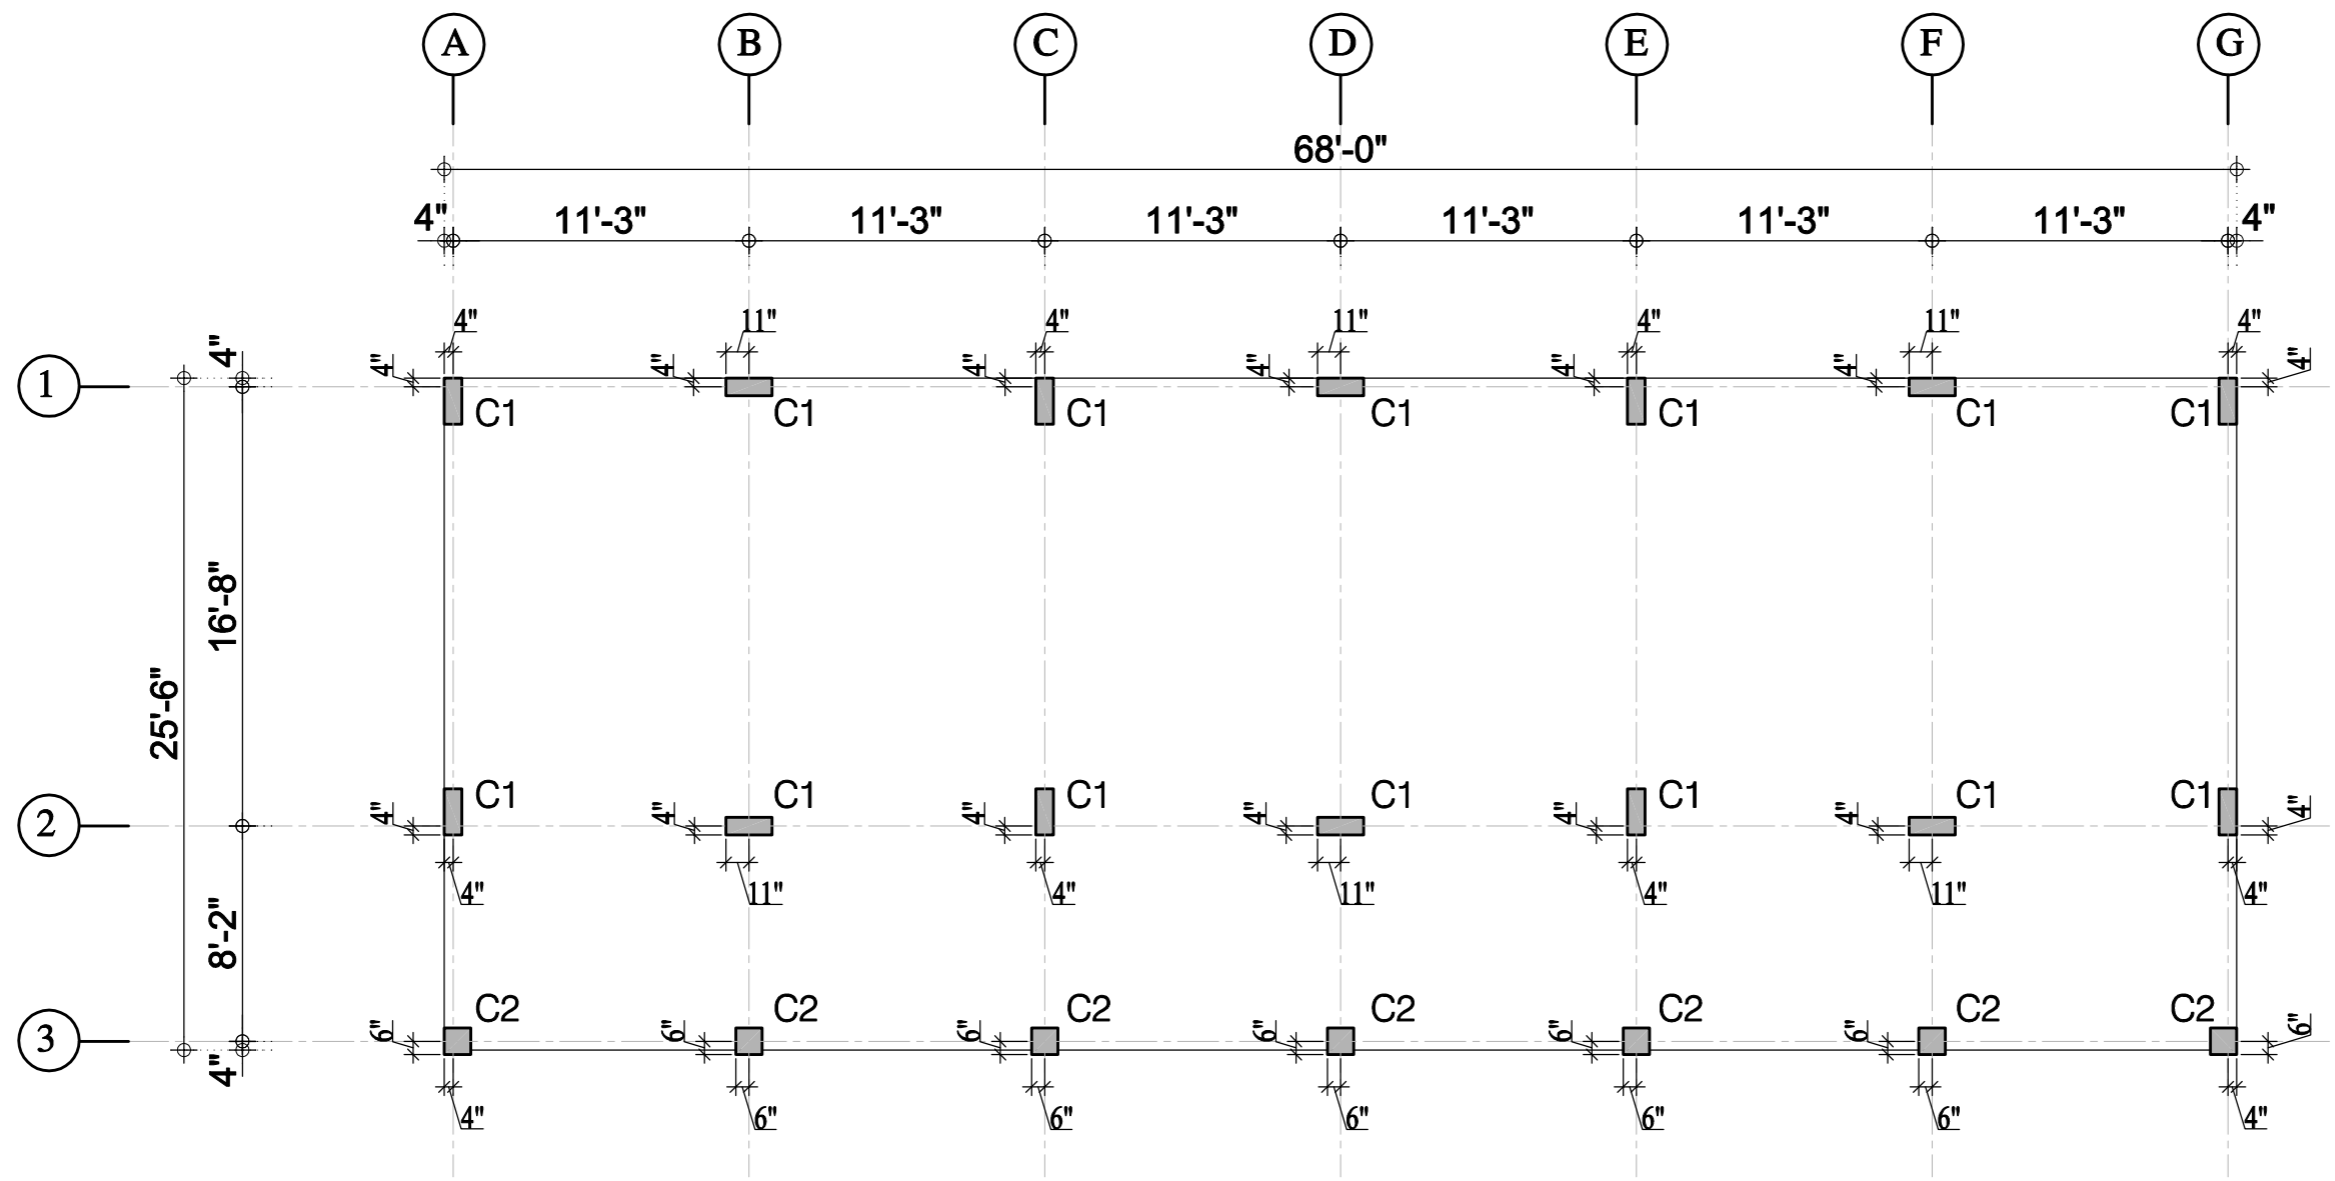 A B C D E F G
68'-0"
4" 11'-3" 11'-3" 11'-3" 11'-3" 11'-3" 11'-3" 4"
4" 11" 4" 11" 4" 11" 4"
4" 4" 4" 4" 4" 4" 4" 4"
1
C1 C1 C1 C1 C1 C1 C1
16'-8"
25'-6"
C1 C1 C1 C1 C1 C1 C1
2 4" 4" 4" 4" 4" 4" 4"
4" 11" 4" 11" 4" 11" 4"
8'-2"
C2 C2 C2 C2 C2 C2 C2
3 6" 6" 6" 6" 6" 6" 6"
4"
4" 6" 6" 6" 6" 6" 4"